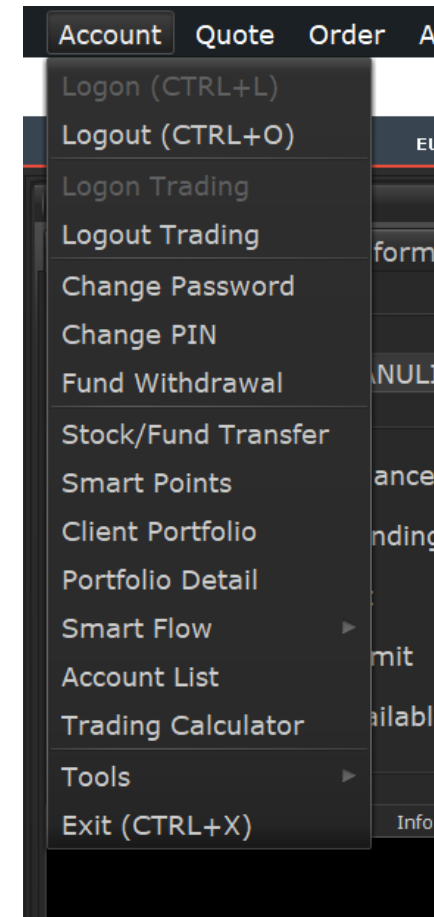 Account Quote Order A
Logon (CTRL+L)
Logout (CTRL+O)
Logon Trading
Logout Trading
Change Password
Change PIN
Fund Withdrawal
Stock/Fund Transfer
Smart Points
Client Portfolio
Portfolio Detail
Smart Flow
Account List
Trading Calculator
Tools
Exit (CTRL+X)
Info